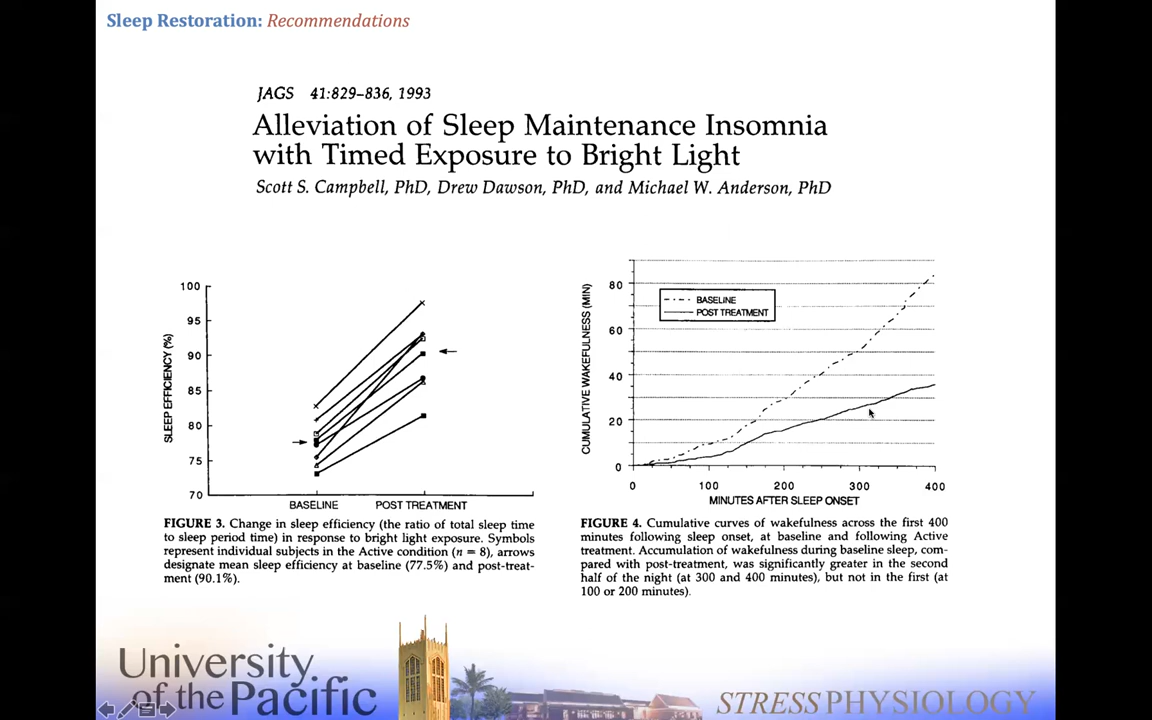 Sleep Restoration: Recommendations
JAGS 41:829–836, 1993
Alleviation of Sleep Maintenance Insomnia
with Timed Exposure to Bright Light
Scott S. Campbell, PhD, Drew Dawson, PhD, and Michael W. Anderson, PhD
SLEEP EFFICIENCY (%)
100
95
90
85
80
75
70
BASELINE POST TREATMENT
FIGURE 3. Change in sleep efficiency (the ratio of total sleep time
to sleep period time) in response to bright light exposure. Symbols
represent individual subjects in the Active condition (n = 8), arrows
designate mean sleep efficiency at baseline (77.5%) and post-treat-
ment (90.1%).
CUMULATIVE WAKEFULNESS (MIN)
80
60
40
20
0
BASELINE
POST TREATMENT
0 100 200 300 400
MINUTES AFTER SLEEP ONSET
FIGURE 4. Cumulative curves of wakefulness across the first 400
minutes following sleep onset, at baseline and following Active
treatment. Accumulation of wakefulness during baseline sleep, com-
pared with post-treatment, was significantly greater in the second
half of the night (at 300 and 400 minutes), but not in the first (at
100 or 200 minutes).
University
of the Pacific
STRESS PHYSIOLOGY